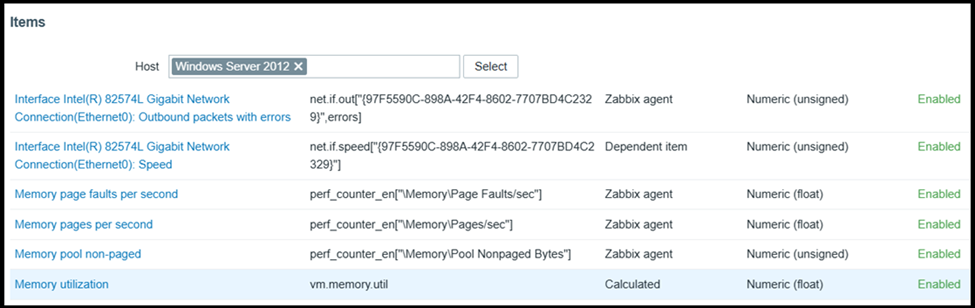 Items
Host Windows Server 2012 ✕ Select
Interface Intel(R) 82574L Gigabit Network net.if.out["{97F5590C-898A-42F4-8602-7707BD4C232 Zabbix agent Numeric (unsigned) Enabled
Connection(Ethernet0): Outbound packets with errors 9}",errors]
Interface Intel(R) 82574L Gigabit Network net.if.speed["{97F5590C-898A-42F4-8602-7707BD4C2 Dependent item Numeric (unsigned) Enabled
Connection(Ethernet0): Speed 329}"]
Memory page faults per second perf_counter_en["\Memory\Page Faults/sec"] Zabbix agent Numeric (float) Enabled
Memory pages per second perf_counter_en["\Memory\Pages/sec"] Zabbix agent Numeric (float) Enabled
Memory pool non-paged perf_counter_en["\Memory\Pool Nonpaged Bytes"] Zabbix agent Numeric (unsigned) Enabled
Memory utilization vm.memory.util Calculated Numeric (float) Enabled